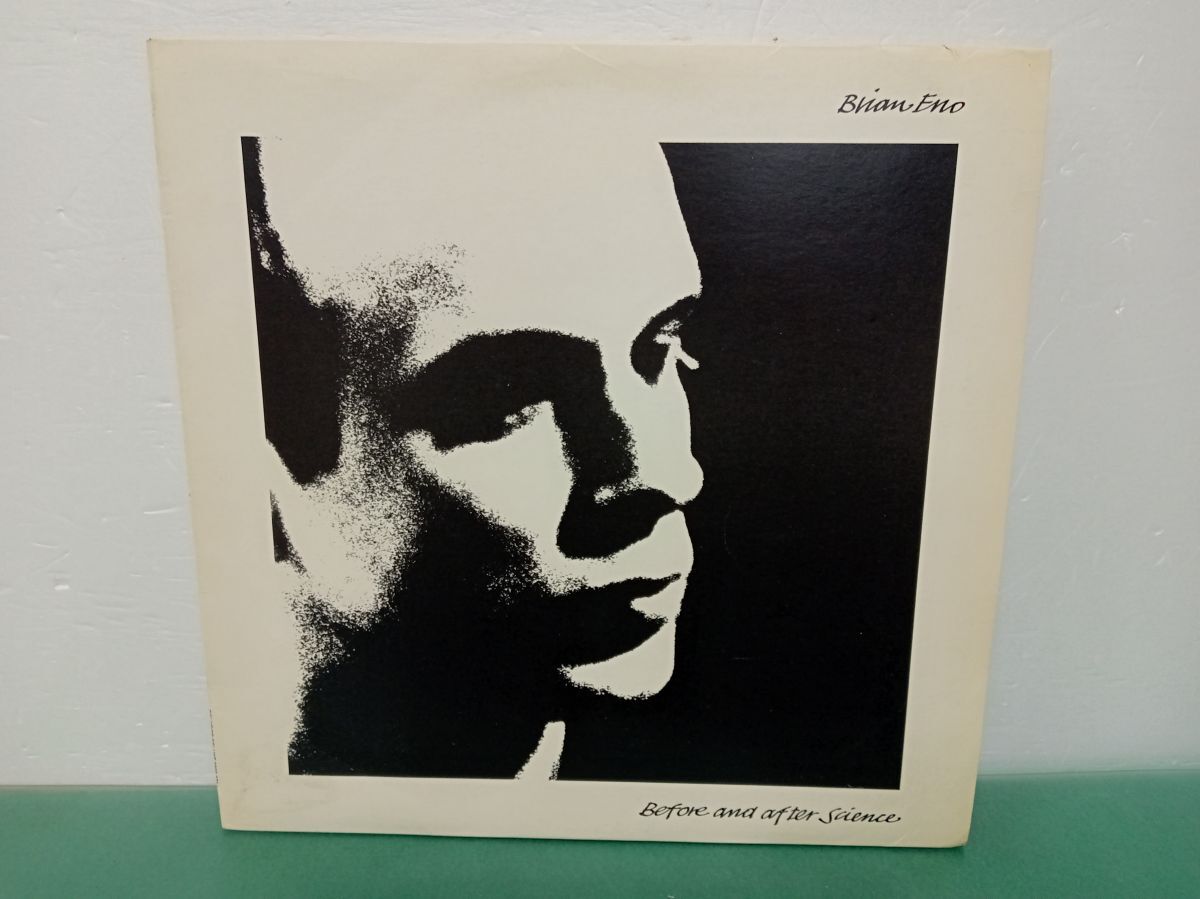 Brian Eno
Before and after Science